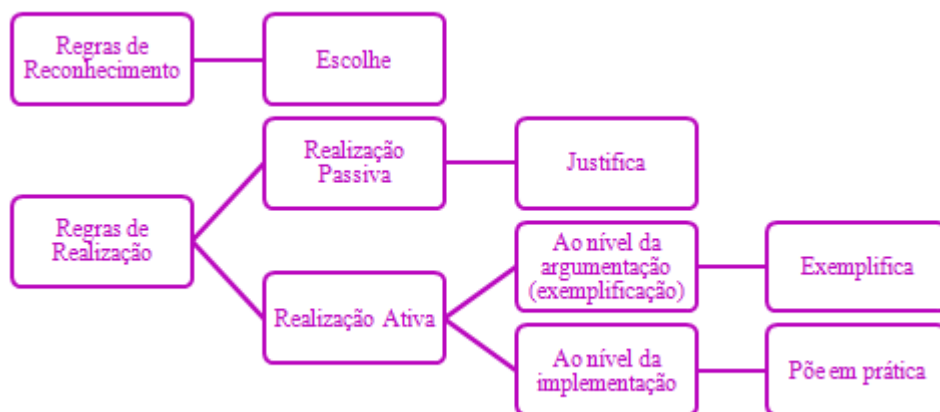 Regras de
Reconhecimento
Escolhe
Realização
Passiva
Justifica
Regras de
Realização
Ao nível da
argumentação
(exemplificação)
Exemplifica
Realização Ativa
Ao nível da
implementação
Põe em prática